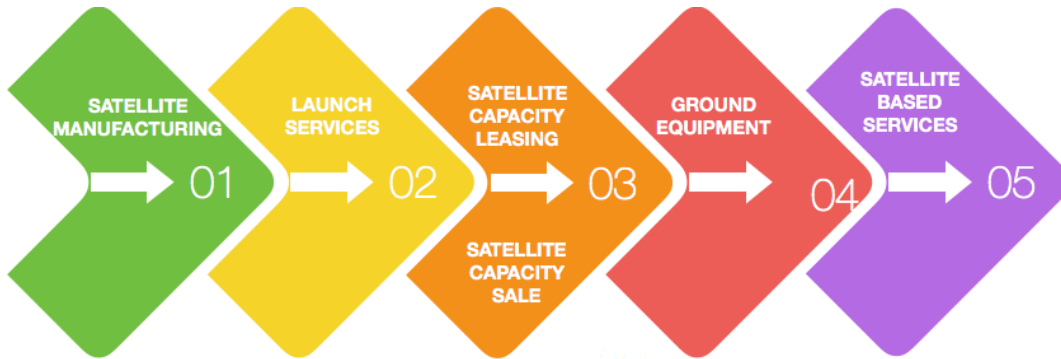 SATELLITE
MANUFACTURING
01
LAUNCH
SERVICES
02
SATELLITE
CAPACITY
LEASING
03
SATELLITE
CAPACITY
SALE
GROUND
EQUIPMENT
04
SATELLITE
BASED
SERVICES
05